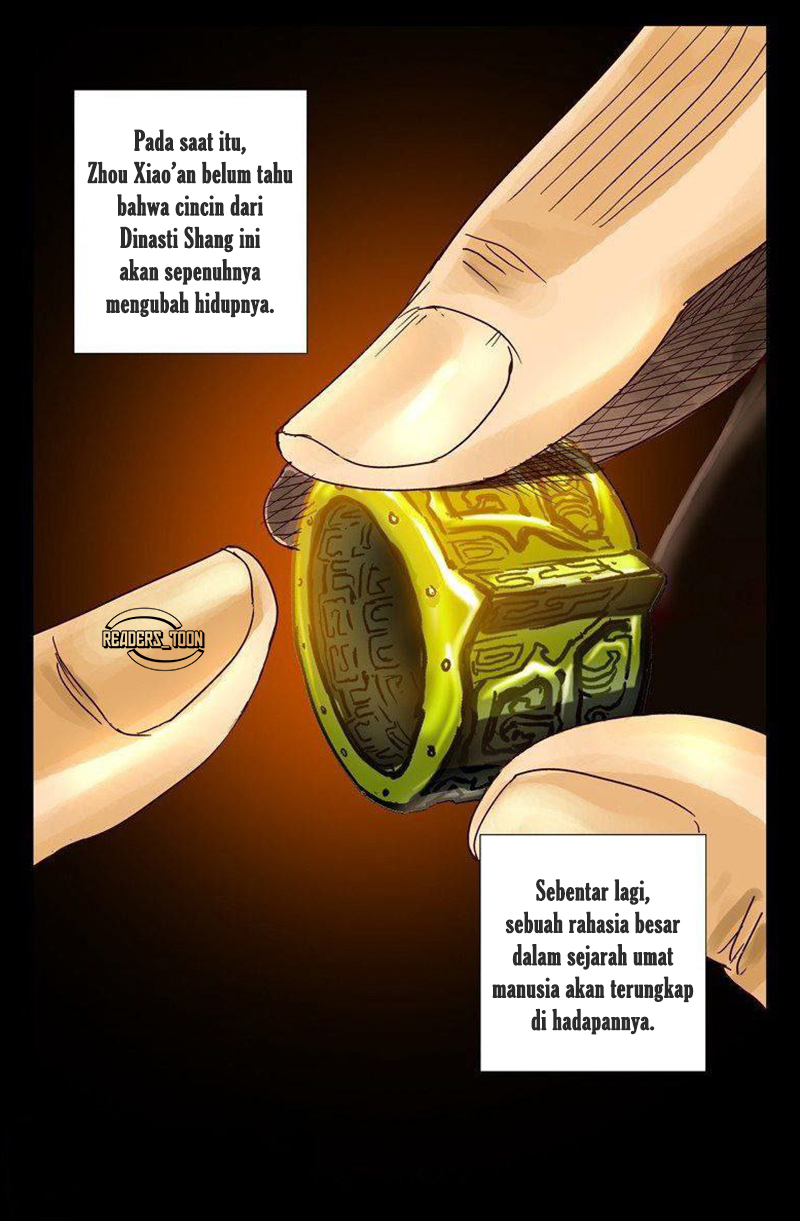 Pada saat itu,
Zhou Xiao’an belum tahu
bahwa cincin dari
Dinasti Shang ini
akan sepenuhnya
mengubah hidupnya.
READERS_TOON
Sebentar lagi,
sebuah rahasia besar
dalam sejarah umat
manusia akan terungkap
di hadapannya.